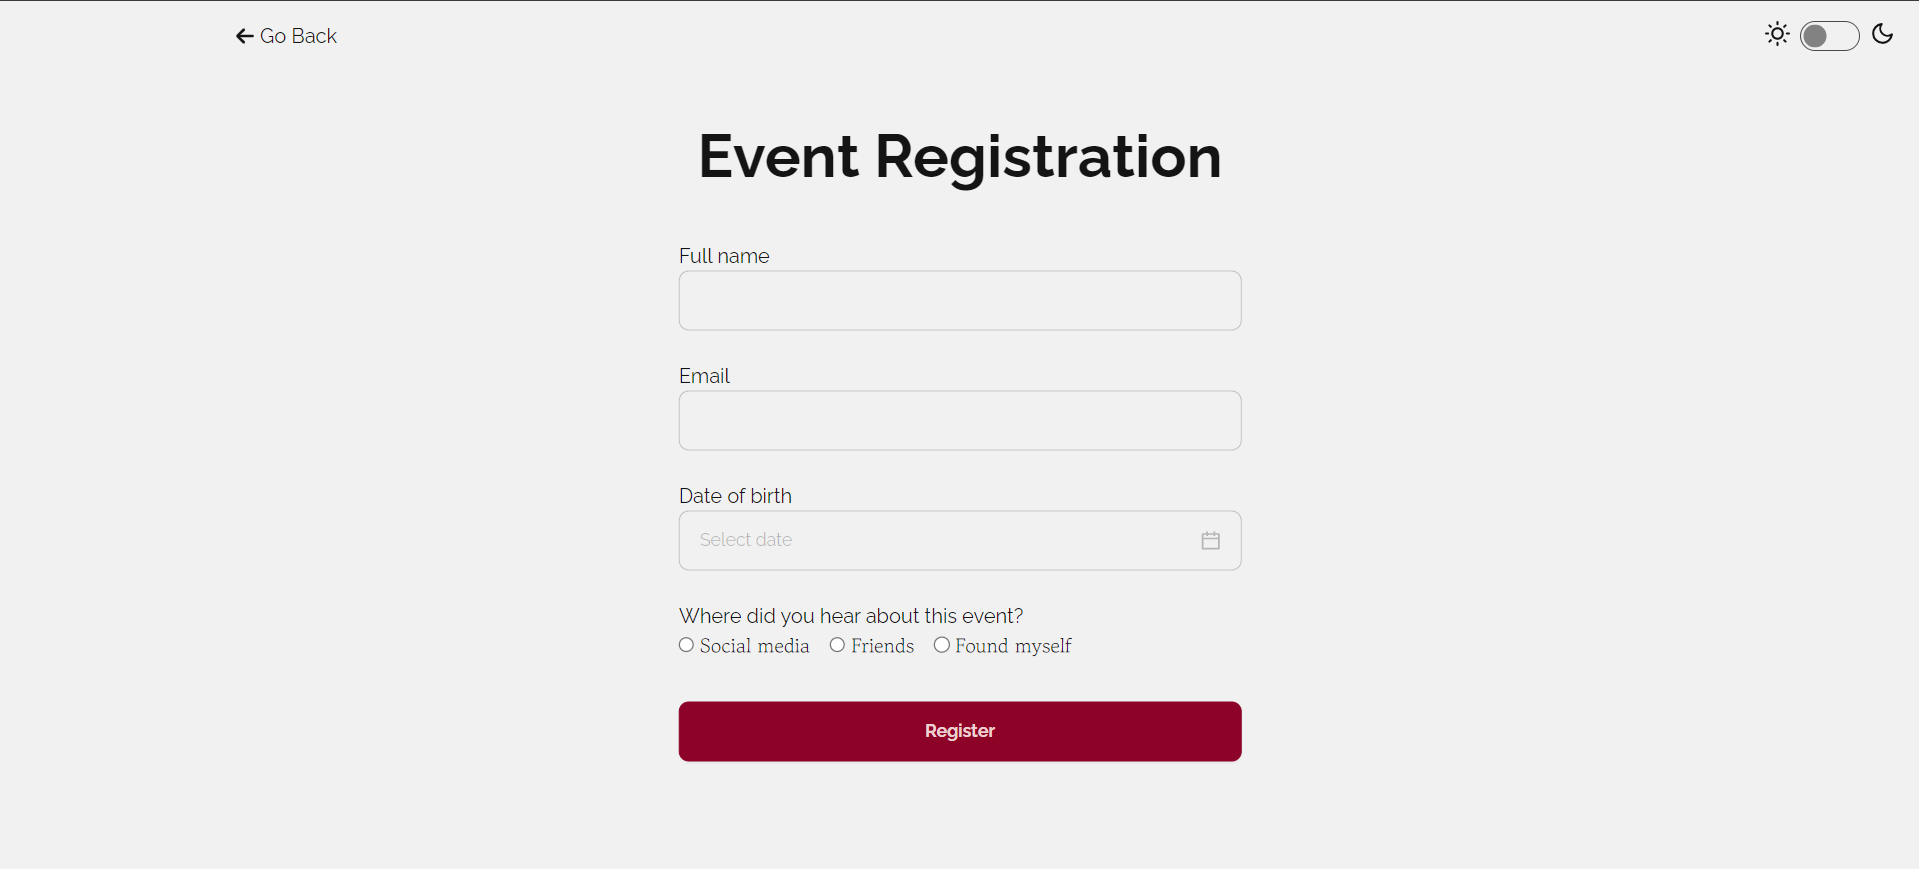 Go Back
Event Registration
Full name
Email
Date of birth
Select date
Where did you hear about this event?
Social media Friends Found myself
Register